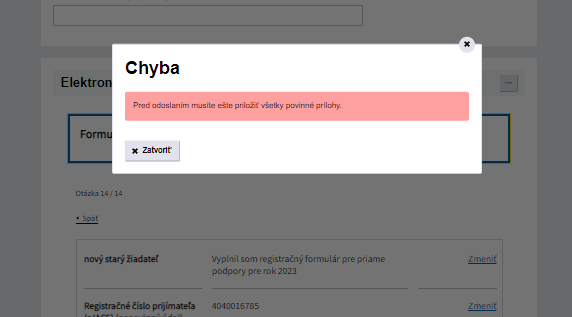 Chyba
Pred odoslaním musíte ešte priložiť všetky povinné prílohy.
Zatvoriť
Elektron
Formu
Otázka 14 / 14
Späť
nový starý žiadateľ
Vyplnil som registračný formulár pre priame
podpory pre rok 2023
Zmeniť
Registračné číslo prijímateľa
4040016785
Zmeniť